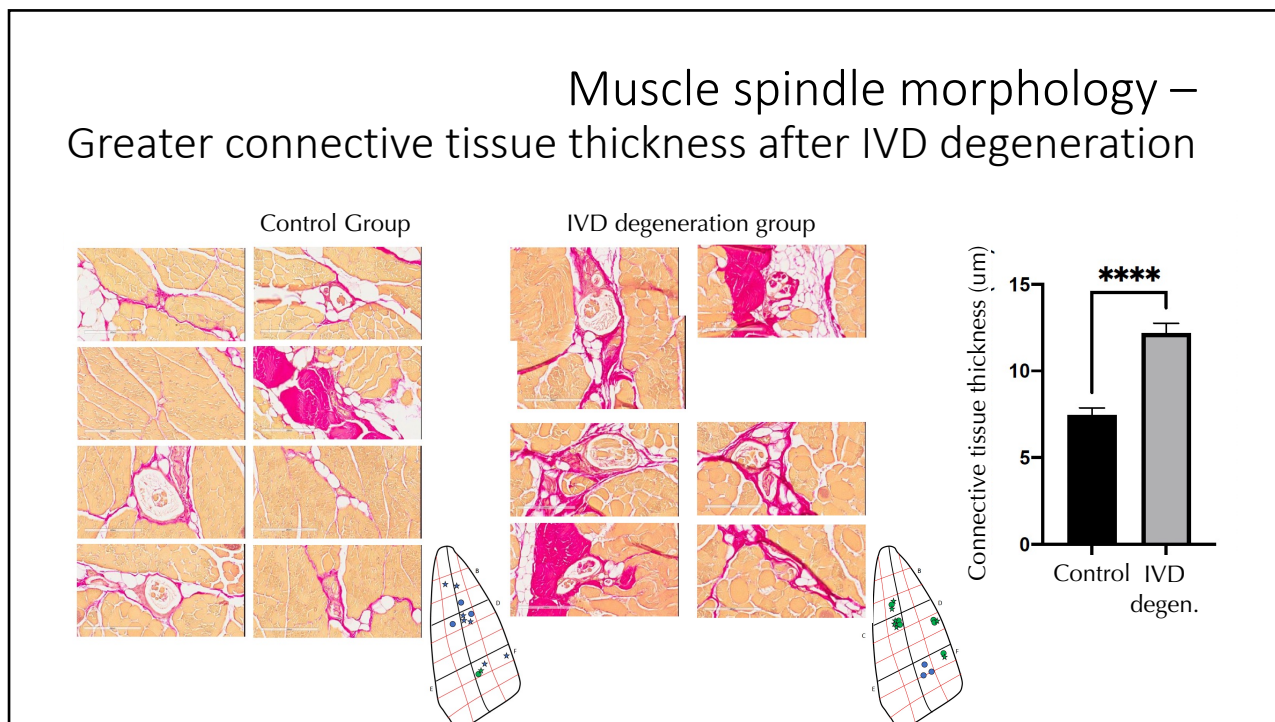 Muscle spindle morphology –
Greater connective tissue thickness after IVD degeneration
Control Group
IVD degeneration group
B
D
F
E
D
C
F
E
Connective tissue thickness (um)
15
10
5
0
****
Control
IVD
degen.